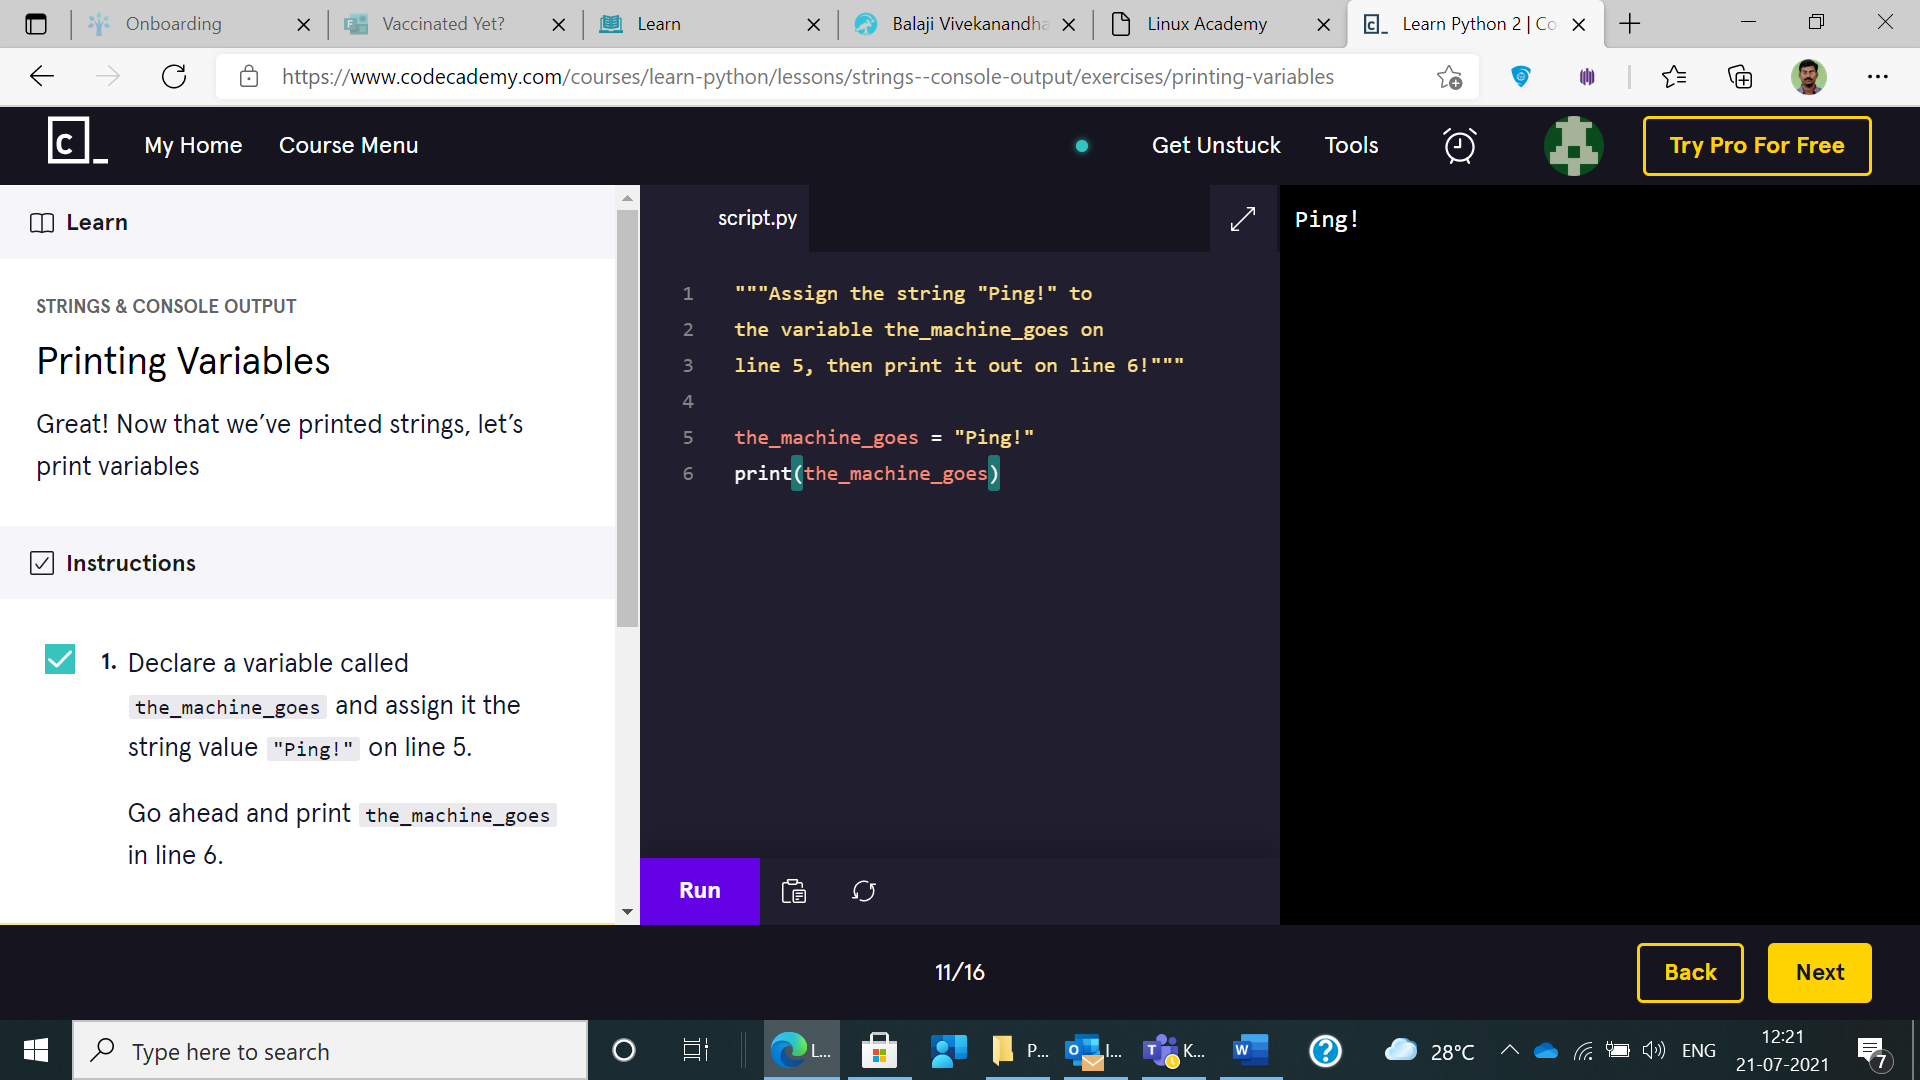 Onboarding
Vaccinated Yet?
Learn
Balaji Vivekanandha
Linux Academy
Learn Python 2 | Co
https://www.codecademy.com/courses/learn-python/lessons/strings--console-output/exercises/printing-variables
c_
My Home
Course Menu
Get Unstuck
Tools
Try Pro For Free
Learn
STRINGS & CONSOLE OUTPUT
Printing Variables
Great! Now that we’ve printed strings, let’s
print variables
Instructions
1. Declare a variable called
the_machine_goes and assign it the
string value "Ping!" on line 5.
Go ahead and print the_machine_goes
in line 6.
script.py
1 """Assign the string "Ping!" to
2 the variable the_machine_goes on
3 line 5, then print it out on line 6!"""
4
5 the_machine_goes = "Ping!"
6 print(the_machine_goes)
Run
Ping!
11/16
Back
Next
Type here to search
L...
P...
I...
K...
28°C
ENG
12:21
21-07-2021
7